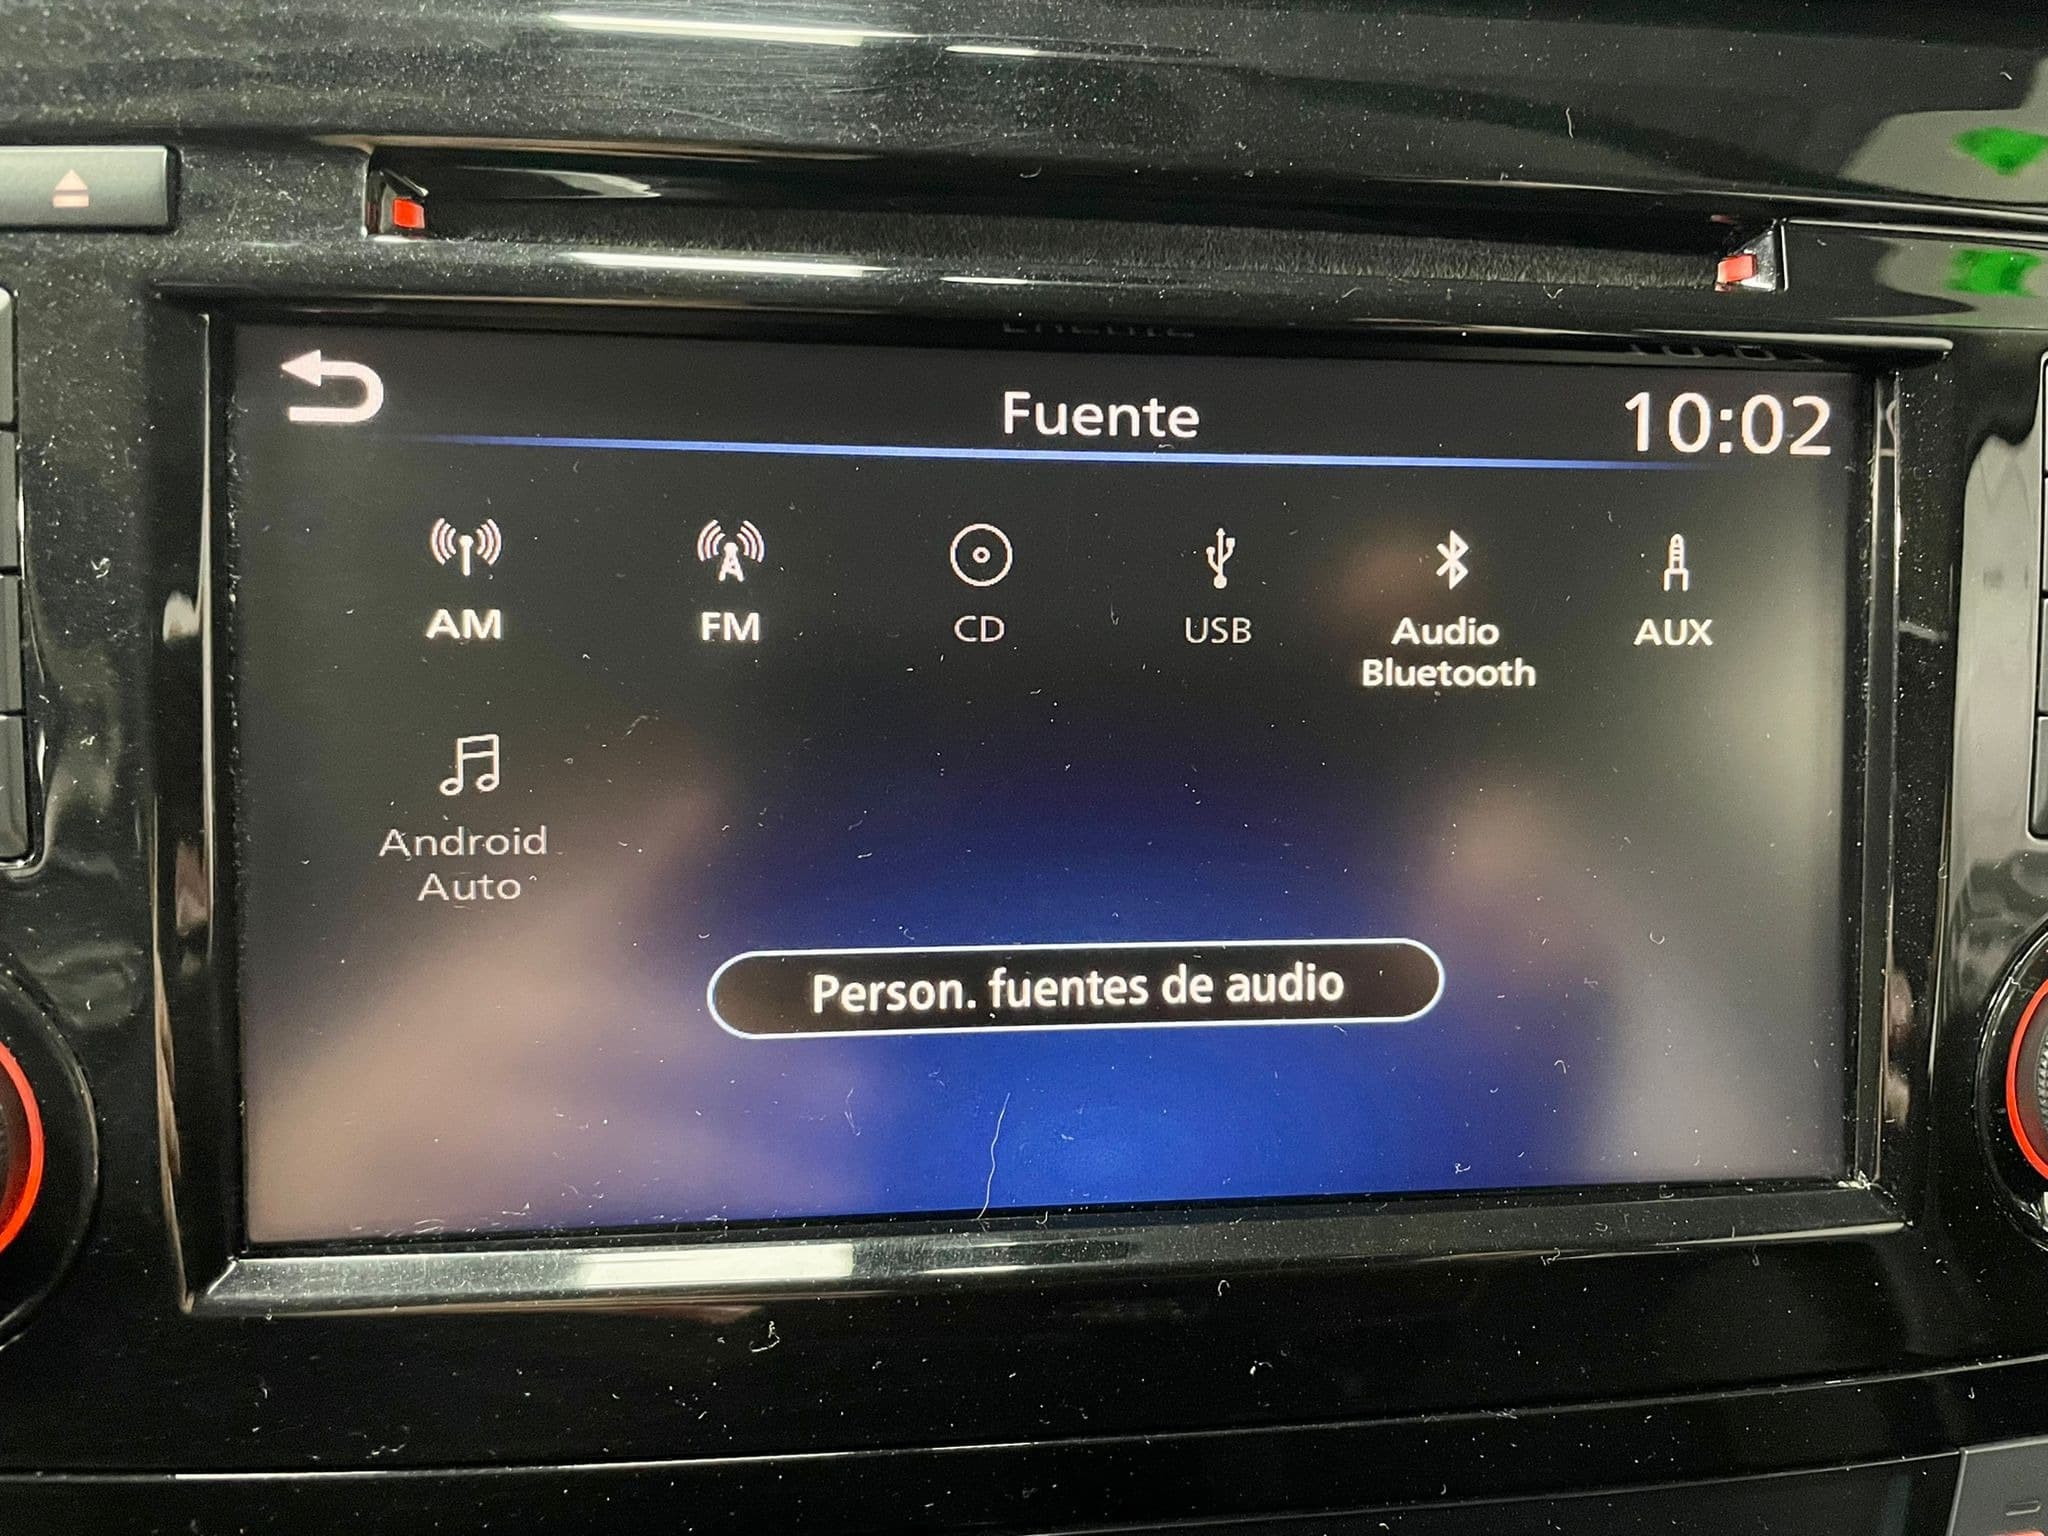 Fuente
10:02
AM
FM
CD
USB
Audio
Bluetooth
AUX
Android
Auto
Person. fuentes de audio